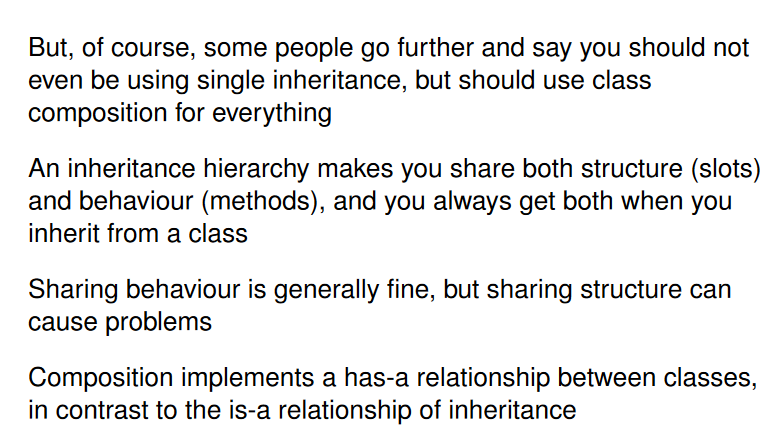 But, of course, some people go further and say you should not
even be using single inheritance, but should use class
composition for everything
An inheritance hierarchy makes you share both structure (slots)
and behaviour (methods), and you always get both when you
inherit from a class
Sharing behaviour is generally fine, but sharing structure can
cause problems
Composition implements a has-a relationship between classes,
in contrast to the is-a relationship of inheritance